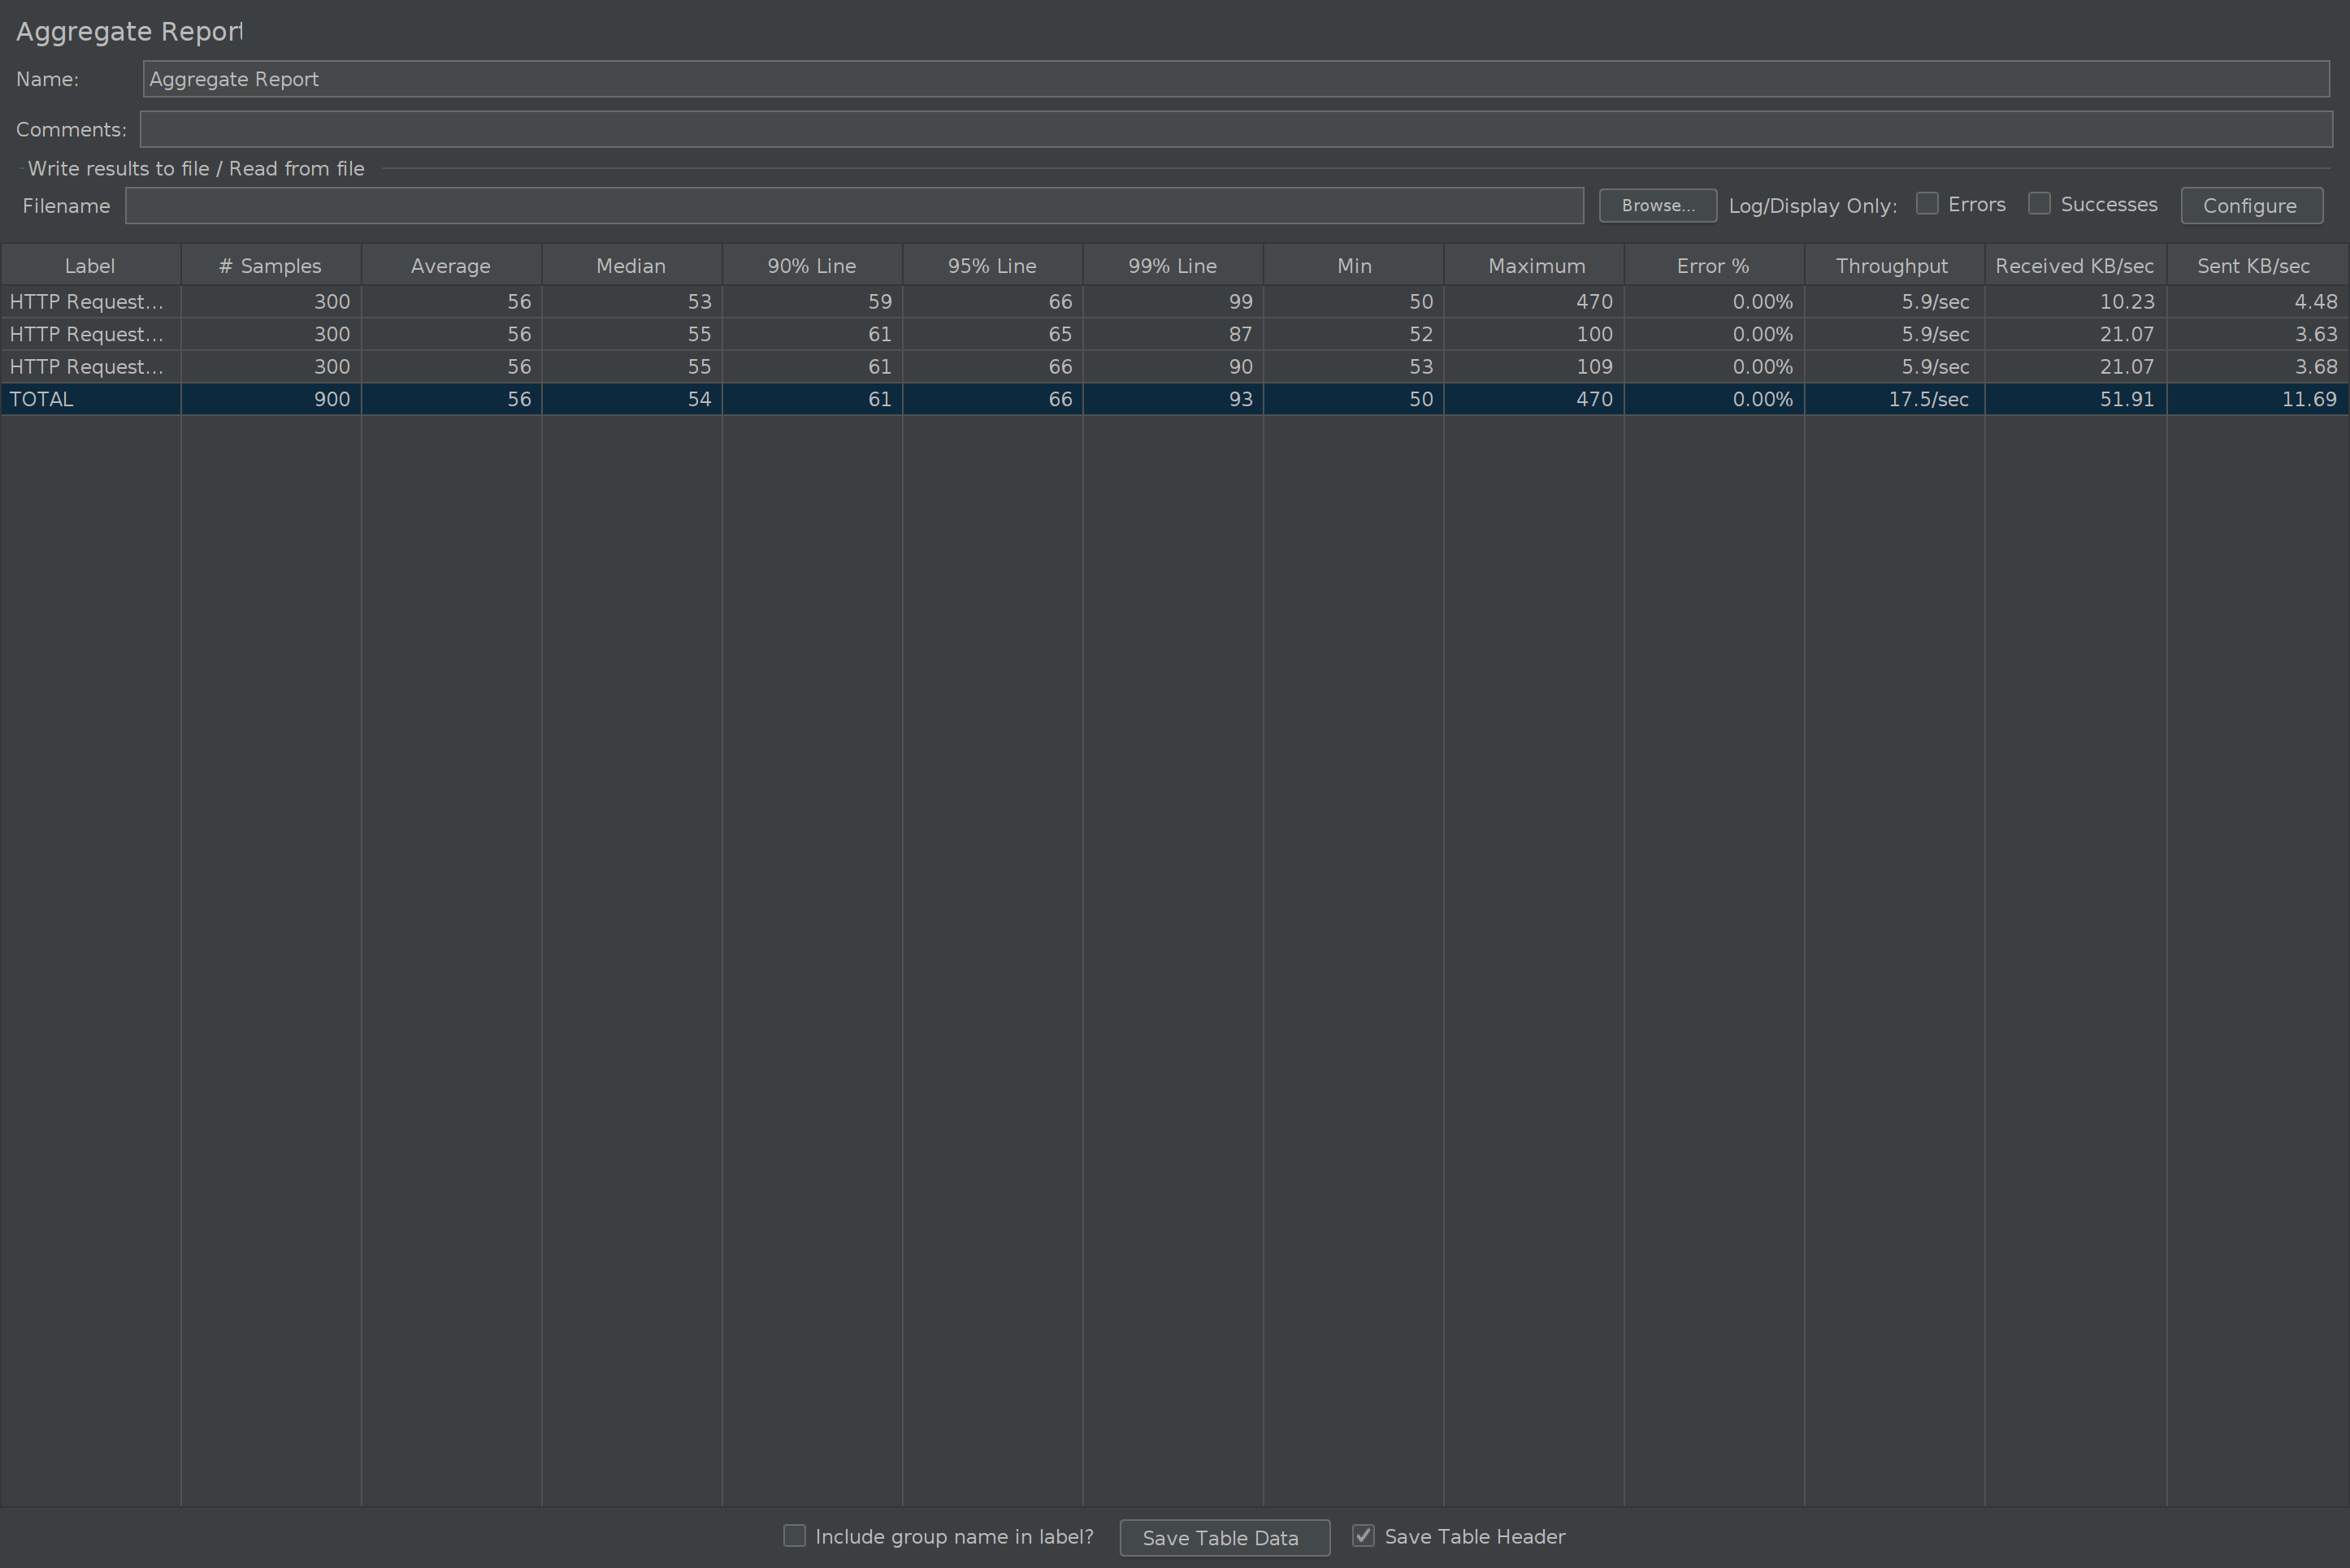 Aggregate Report
Name: Aggregate Report
Comments:
Write results to file / Read from file
Filename Browse... Log/Display Only: Errors Successes Configure
Label # Samples Average Median 90% Line 95% Line 99% Line Min Maximum Error % Throughput Received KB/sec Sent KB/sec
HTTP Request... 300 56 53 59 66 99 50 470 0.00% 5.9/sec 10.23 4.48
HTTP Request... 300 56 55 61 65 87 52 100 0.00% 5.9/sec 21.07 3.63
HTTP Request... 300 56 55 61 66 90 53 109 0.00% 5.9/sec 21.07 3.68
TOTAL 900 56 54 61 66 93 50 470 0.00% 17.5/sec 51.91 11.69
Include group name in label? Save Table Data Save Table Header